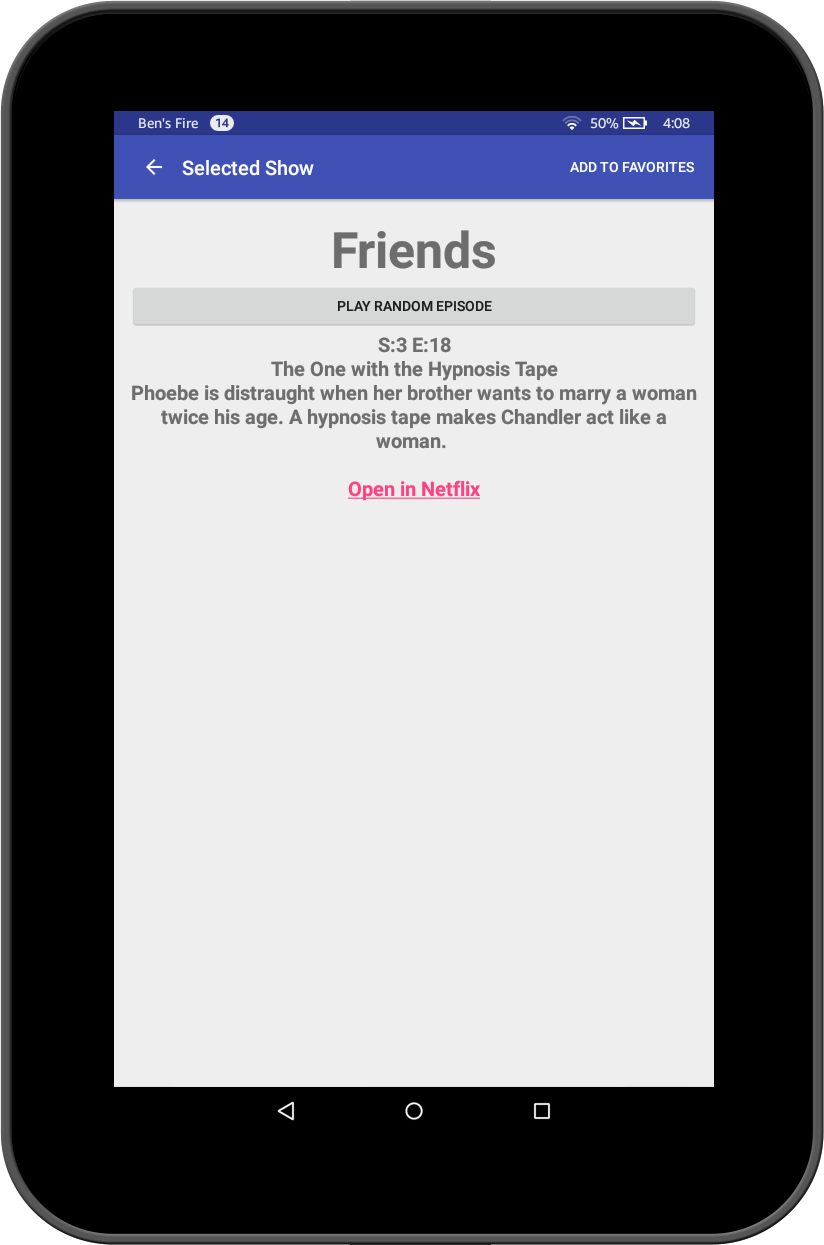 Ben's Fire 14 50% 4:08
Selected Show ADD TO FAVORITES
Friends
PLAY RANDOM EPISODE
S:3 E:18
The One with the Hypnosis Tape
Phoebe is distraught when her brother wants to marry a woman
twice his age. A hypnosis tape makes Chandler act like a
woman.
Open in Netflix